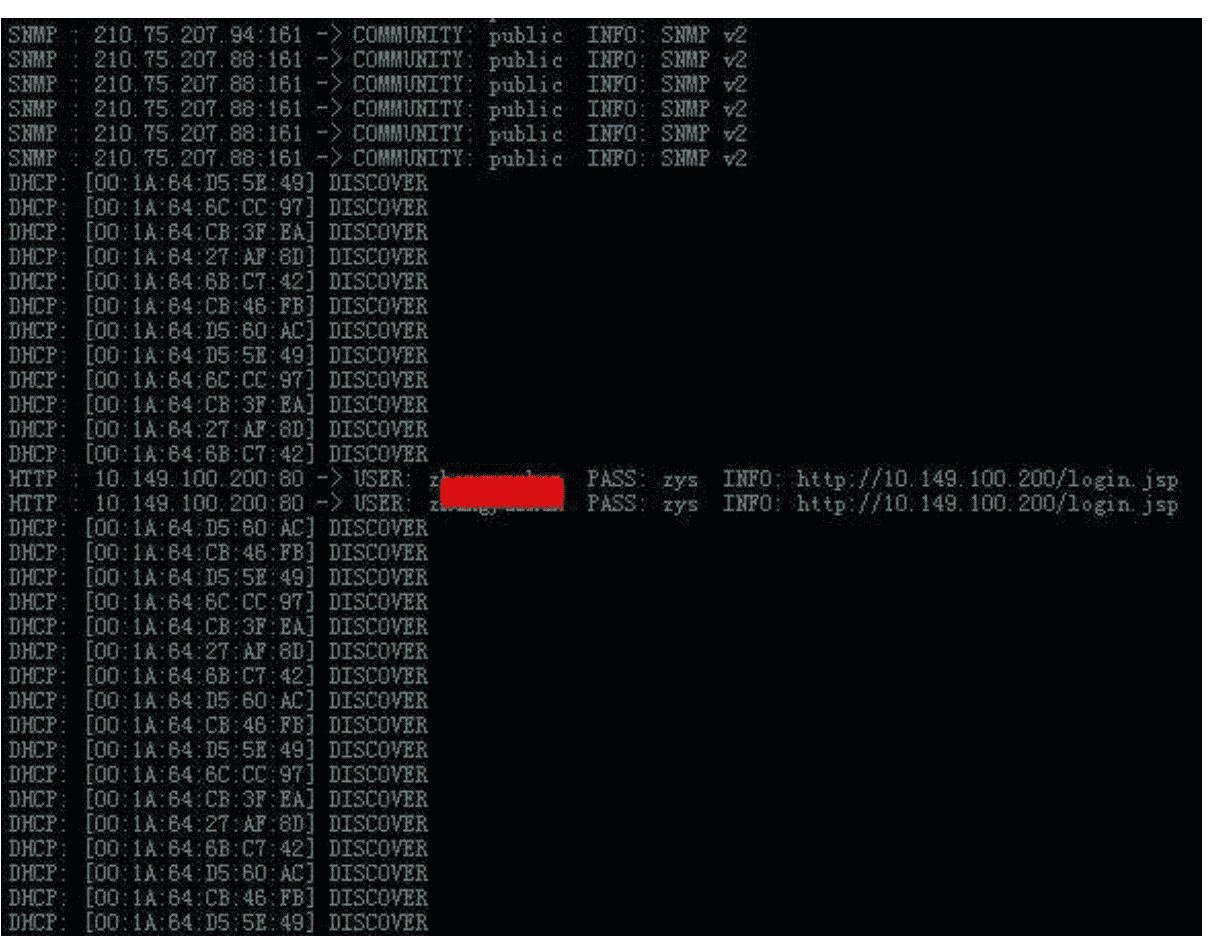 SNMP : 210.75.207.94:161 -> COMMUNITY: public INFO: SNMP v2
SNMP : 210.75.207.88:161 -> COMMUNITY: public INFO: SNMP v2
SNMP : 210.75.207.88:161 -> COMMUNITY: public INFO: SNMP v2
SNMP : 210.75.207.88:161 -> COMMUNITY: public INFO: SNMP v2
SNMP : 210.75.207.88:161 -> COMMUNITY: public INFO: SNMP v2
SNMP : 210.75.207.88:161 -> COMMUNITY: public INFO: SNMP v2
DHCP: [00:1A:64:D5:5E:49] DISCOVER
DHCP: [00:1A:64:6C:CC:97] DISCOVER
DHCP: [00:1A:64:CB:3F:EA] DISCOVER
DHCP: [00:1A:64:27:AF:8D] DISCOVER
DHCP: [00:1A:64:6B:C7:42] DISCOVER
DHCP: [00:1A:64:CB:46:FB] DISCOVER
DHCP: [00:1A:64:D5:60:AC] DISCOVER
DHCP: [00:1A:64:D5:5E:49] DISCOVER
DHCP: [00:1A:64:6C:CC:97] DISCOVER
DHCP: [00:1A:64:CB:3F:EA] DISCOVER
DHCP: [00:1A:64:27:AF:8D] DISCOVER
DHCP: [00:1A:64:6B:C7:42] DISCOVER
HTTP : 10.149.100.200:80 -> USER: PASS: zys INFO: http://10.149.100.200/login.jsp
HTTP : 10.149.100.200:80 -> USER: PASS: zys INFO: http://10.149.100.200/login.jsp
DHCP: [00:1A:64:D5:60:AC] DISCOVER
DHCP: [00:1A:64:CB:46:FB] DISCOVER
DHCP: [00:1A:64:D5:5E:49] DISCOVER
DHCP: [00:1A:64:6C:CC:97] DISCOVER
DHCP: [00:1A:64:CB:3F:EA] DISCOVER
DHCP: [00:1A:64:27:AF:8D] DISCOVER
DHCP: [00:1A:64:6B:C7:42] DISCOVER
DHCP: [00:1A:64:D5:60:AC] DISCOVER
DHCP: [00:1A:64:CB:46:FB] DISCOVER
DHCP: [00:1A:64:D5:5E:49] DISCOVER
DHCP: [00:1A:64:6C:CC:97] DISCOVER
DHCP: [00:1A:64:CB:3F:EA] DISCOVER
DHCP: [00:1A:64:27:AF:8D] DISCOVER
DHCP: [00:1A:64:6B:C7:42] DISCOVER
DHCP: [00:1A:64:D5:60:AC] DISCOVER
DHCP: [00:1A:64:CB:46:FB] DISCOVER
DHCP: [00:1A:64:D5:5E:49] DISCOVER